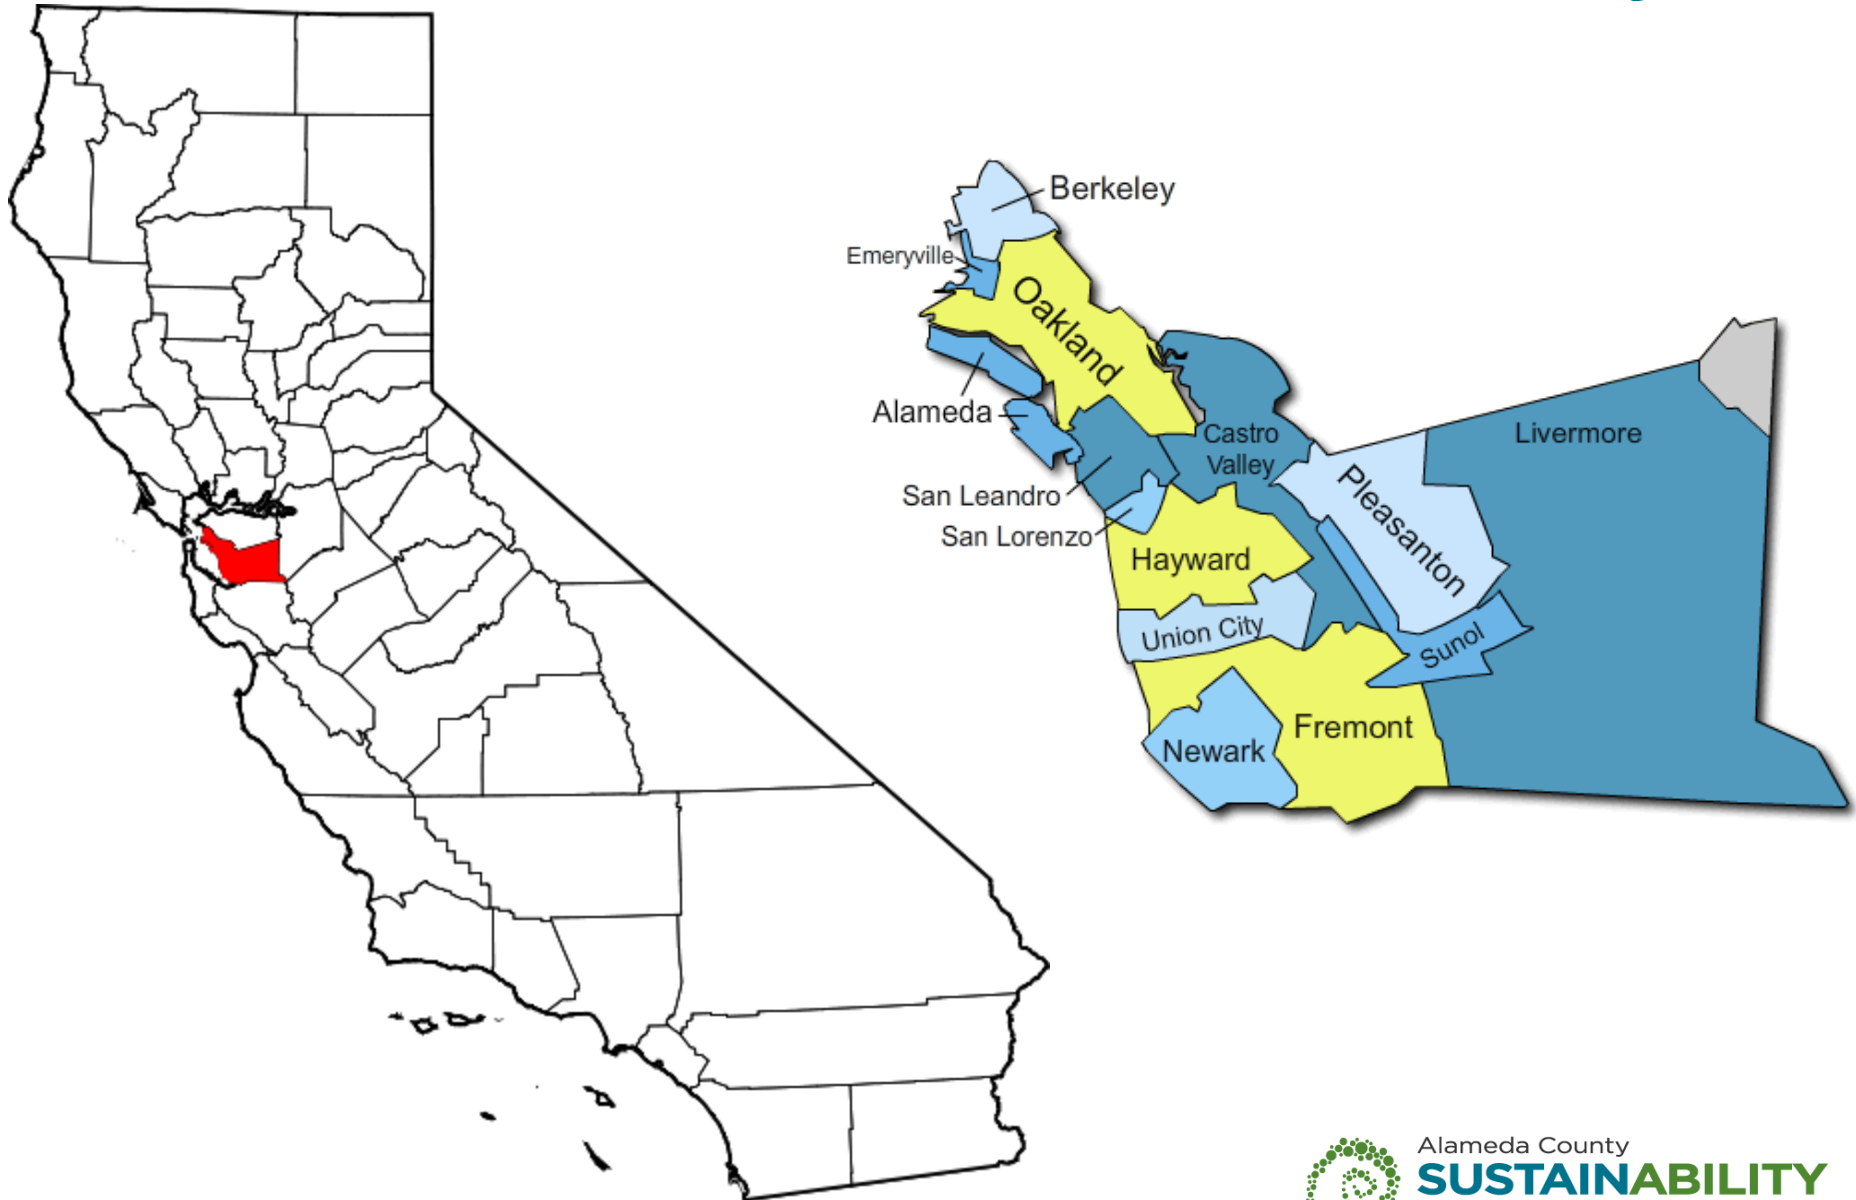 Berkeley
Emeryville
Oakland
Alameda
Castro
Valley
Livermore
San Leandro
Pleasanton
San Lorenzo
Hayward
Union City
Sunol
Fremont
Newark
Alameda County
SUSTAINABILITY